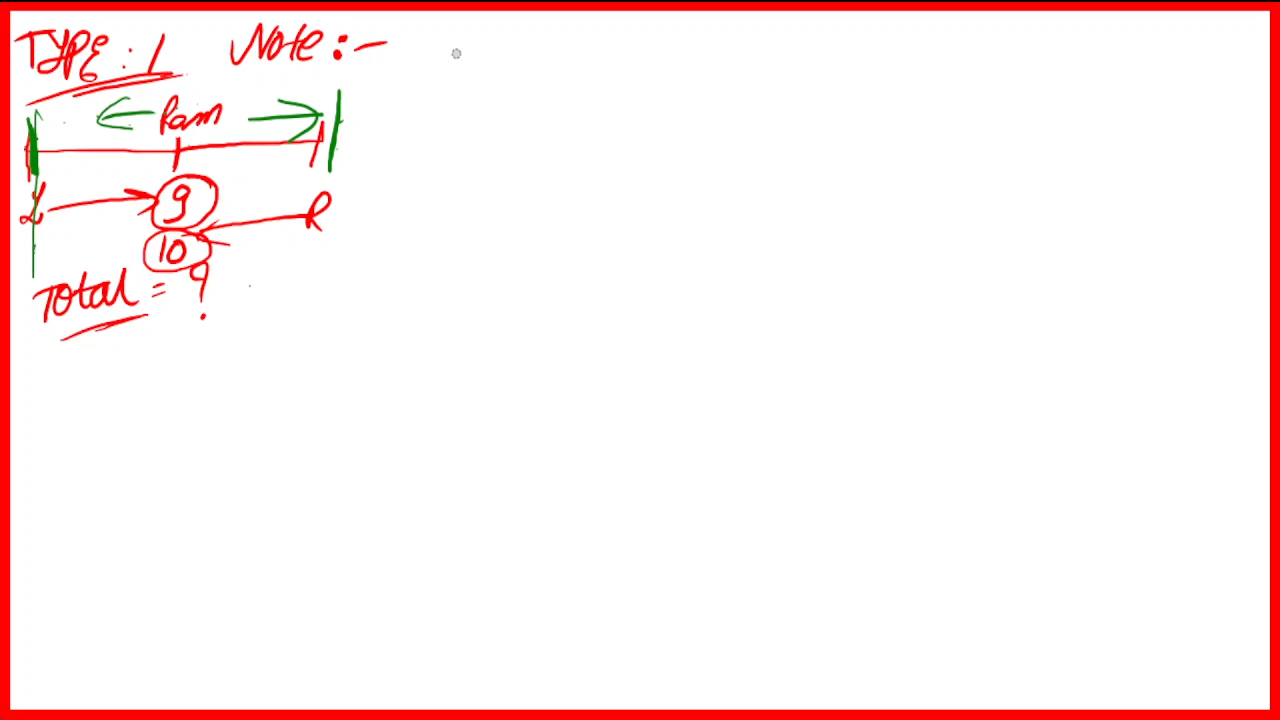 TYPE : 1 Note :-
Ram
L 9 R
10
Total = ?